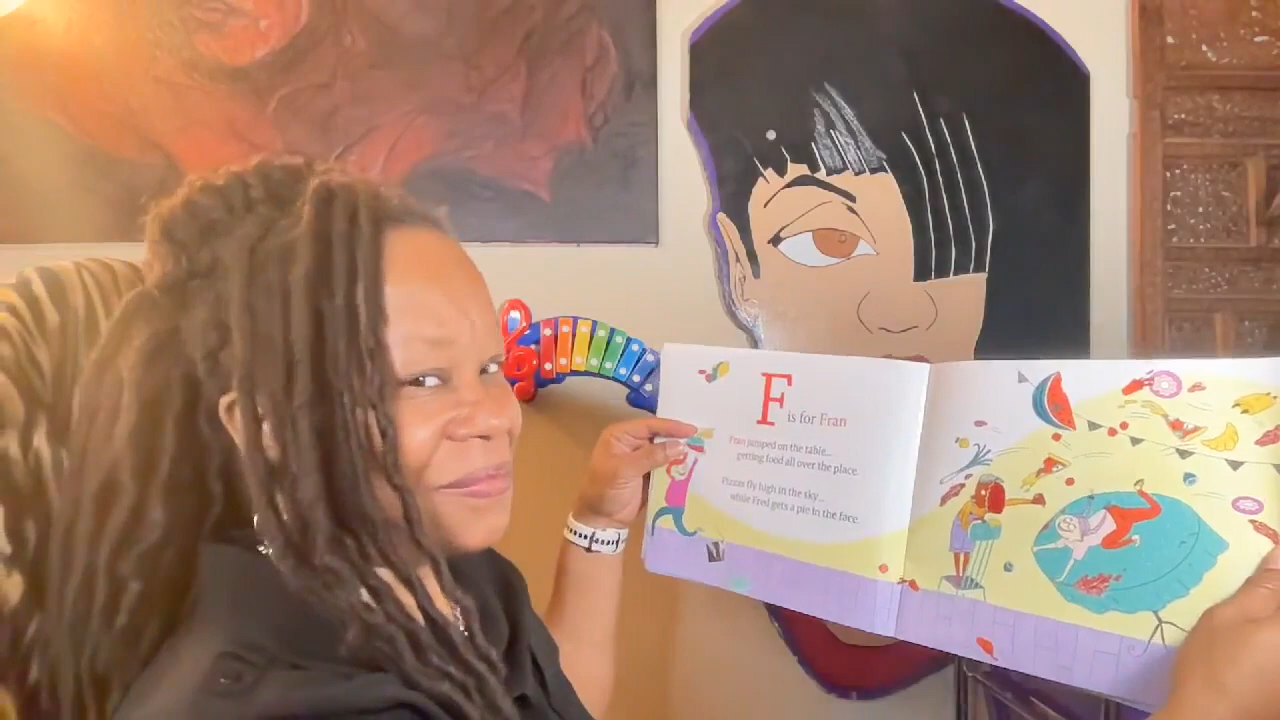 F is for Fran
Fran jumped on the table...
getting food all over the place.
Pizzas fly high in the sky...
while Fred gets a pie in the face.